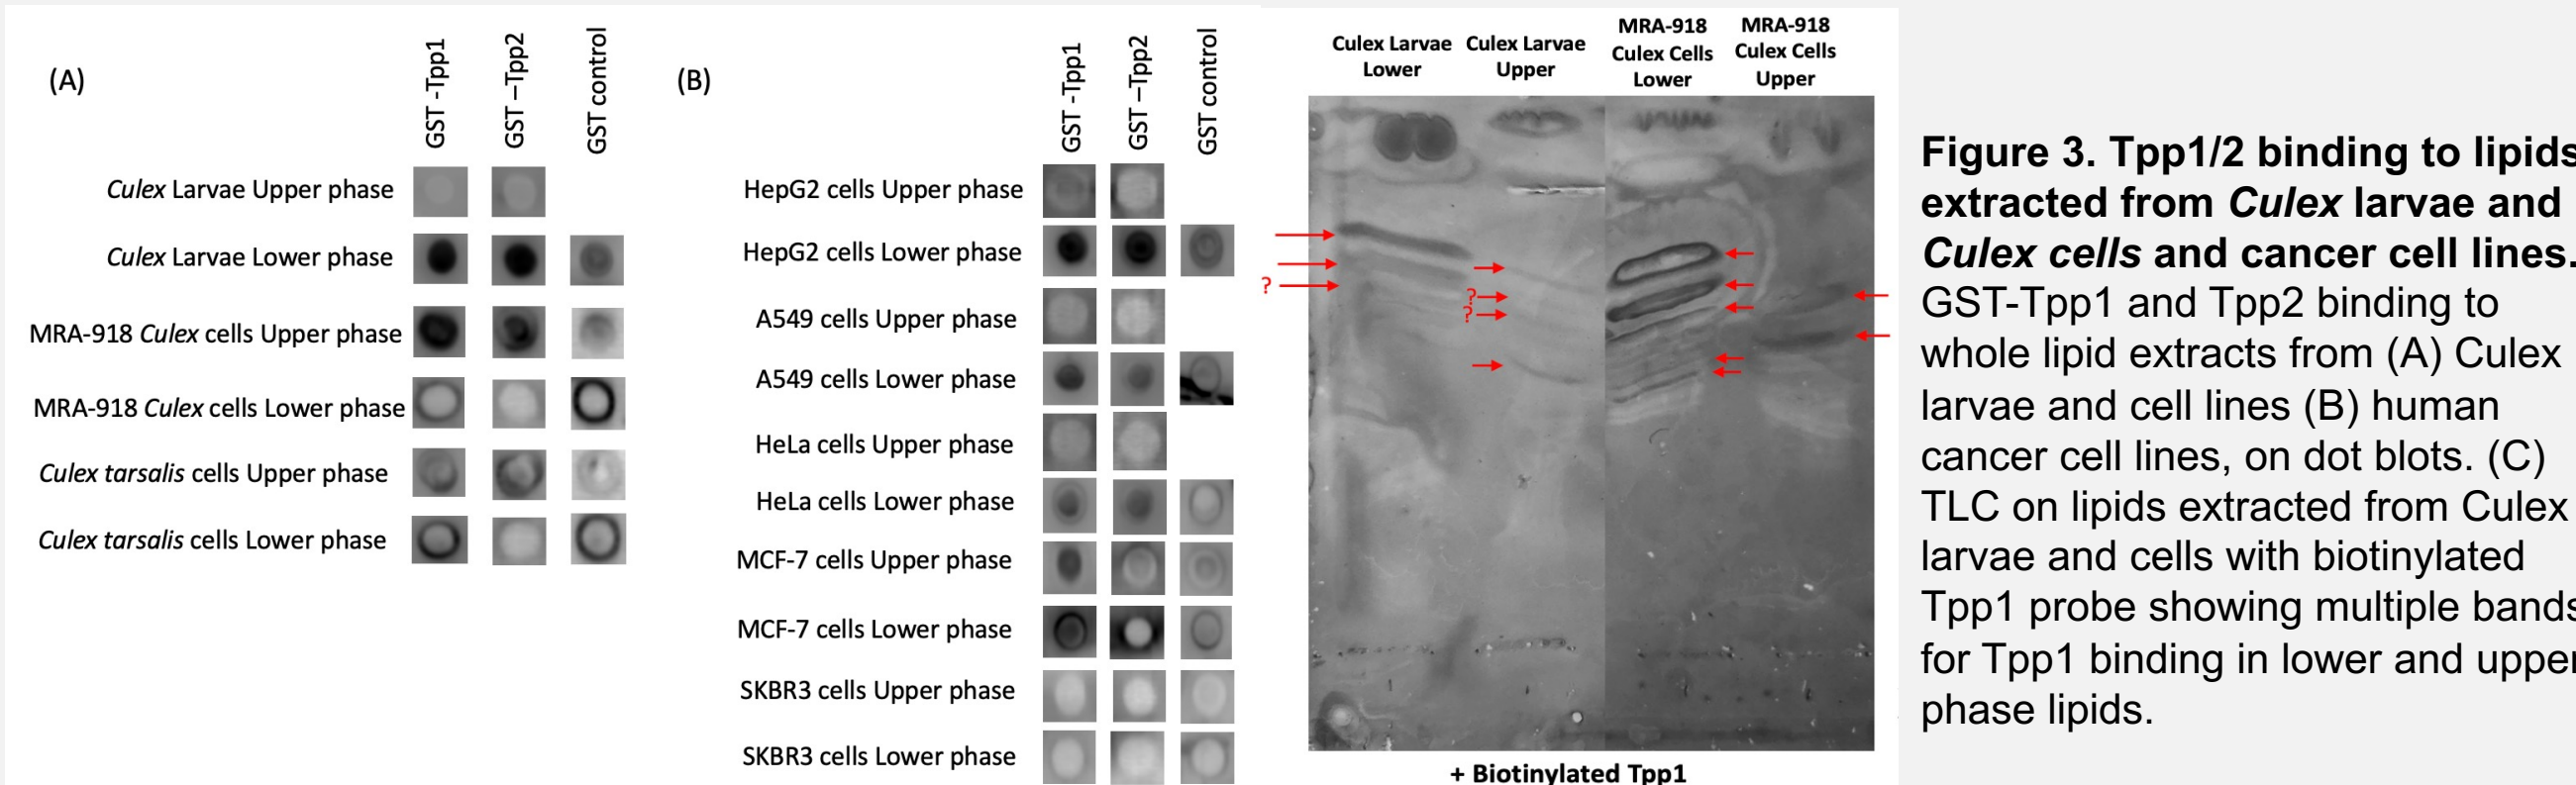 (A)
GST -Tpp1
GST –Tpp2
GST control
Culex Larvae Upper phase
Culex Larvae Lower phase
MRA-918 Culex cells Upper phase
MRA-918 Culex cells Lower phase
Culex tarsalis cells Upper phase
Culex tarsalis cells Lower phase
(B)
GST -Tpp1
GST –Tpp2
GST control
HepG2 cells Upper phase
HepG2 cells Lower phase
A549 cells Upper phase
A549 cells Lower phase
HeLa cells Upper phase
HeLa cells Lower phase
MCF-7 cells Upper phase
MCF-7 cells Lower phase
SKBR3 cells Upper phase
SKBR3 cells Lower phase
Culex Larvae
Lower
Culex Larvae
Upper
MRA-918
Culex Cells
Lower
MRA-918
Culex Cells
Upper
?
?
?
+ Biotinylated Tpp1
Figure 3. Tpp1/2 binding to lipids
extracted from Culex larvae and
Culex cells and cancer cell lines.
GST-Tpp1 and Tpp2 binding to
whole lipid extracts from (A) Culex
larvae and cell lines (B) human
cancer cell lines, on dot blots. (C)
TLC on lipids extracted from Culex
larvae and cells with biotinylated
Tpp1 probe showing multiple bands
for Tpp1 binding in lower and upper
phase lipids.